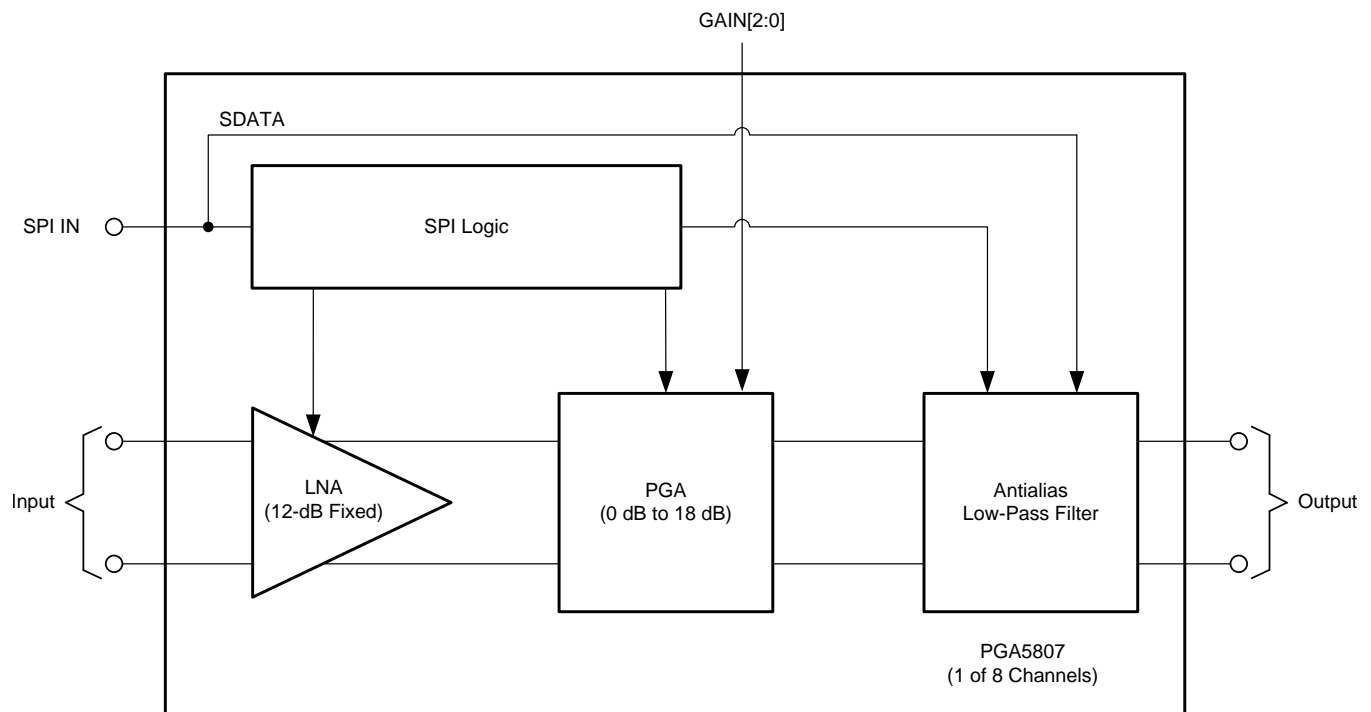 GAIN[2:0]
SDATA
SPI IN
SPI Logic
Input
LNA
(12-dB Fixed)
PGA
(0 dB to 18 dB)
Antialias
Low-Pass Filter
Output
PGA5807
(1 of 8 Channels)